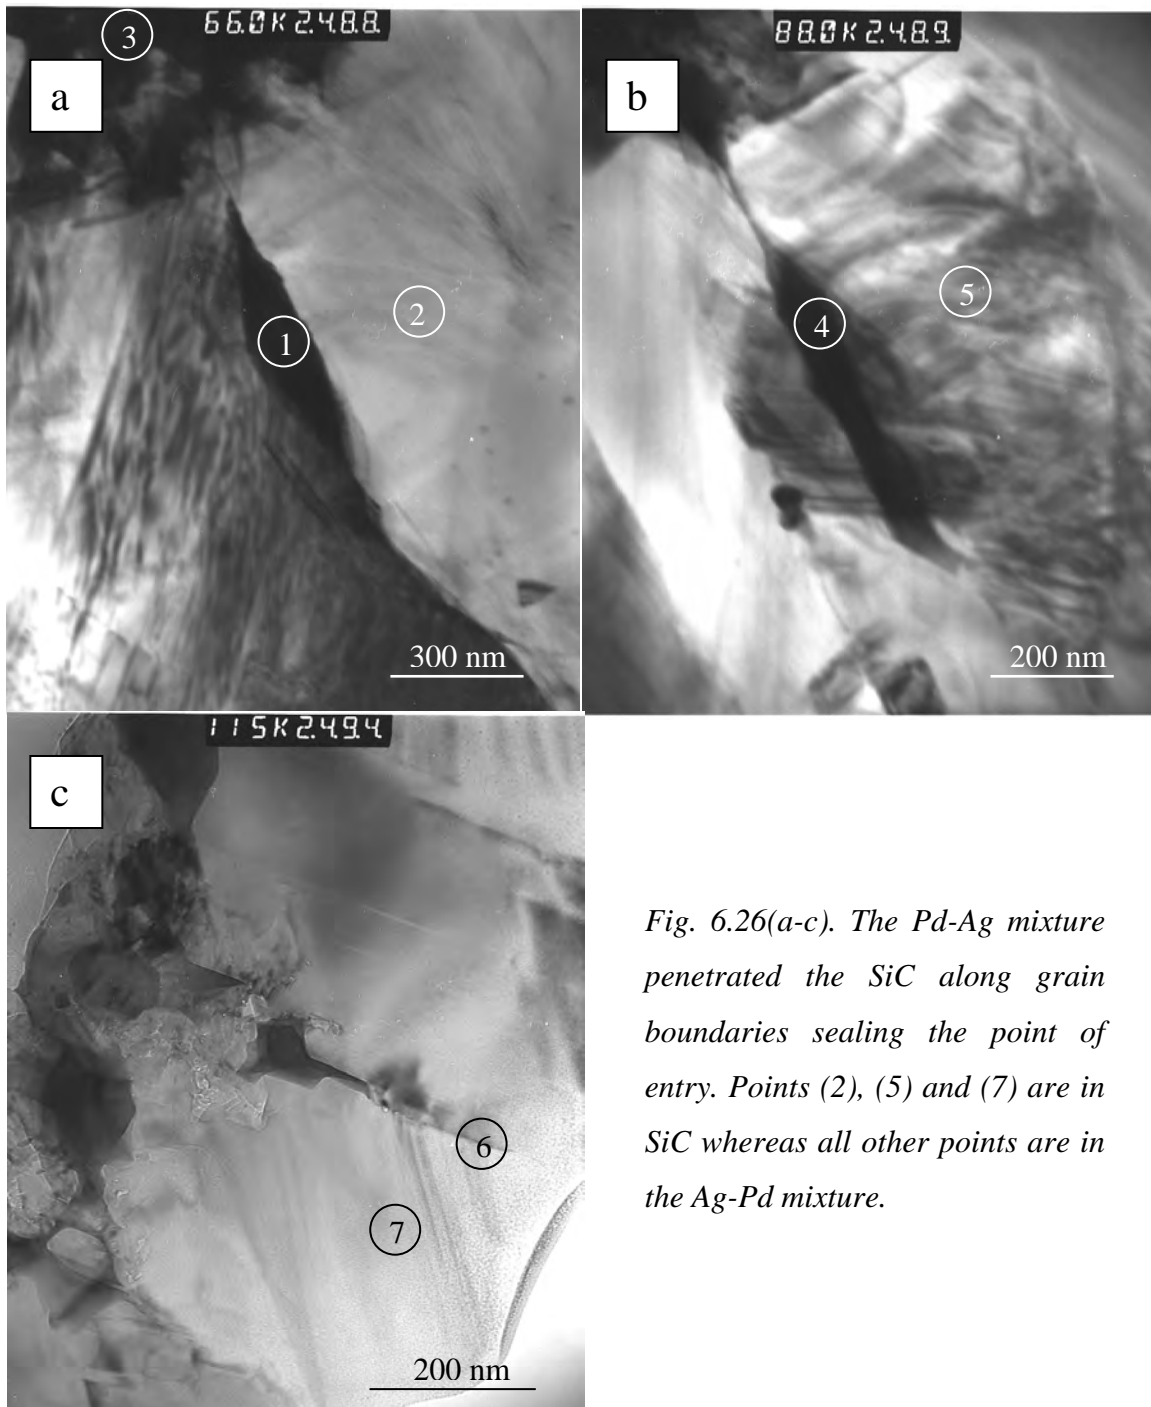 66.0K 2.4.8.8.
3
a
2
1
300 nm
88.0K 2.4.8.9.
b
5
4
200 nm
115K 2.4.9.4.
c
6
7
200 nm
Fig. 6.26(a-c). The Pd-Ag mixture
penetrated the SiC along grain
boundaries sealing the point of
entry. Points (2), (5) and (7) are in
SiC whereas all other points are in
the Ag-Pd mixture.